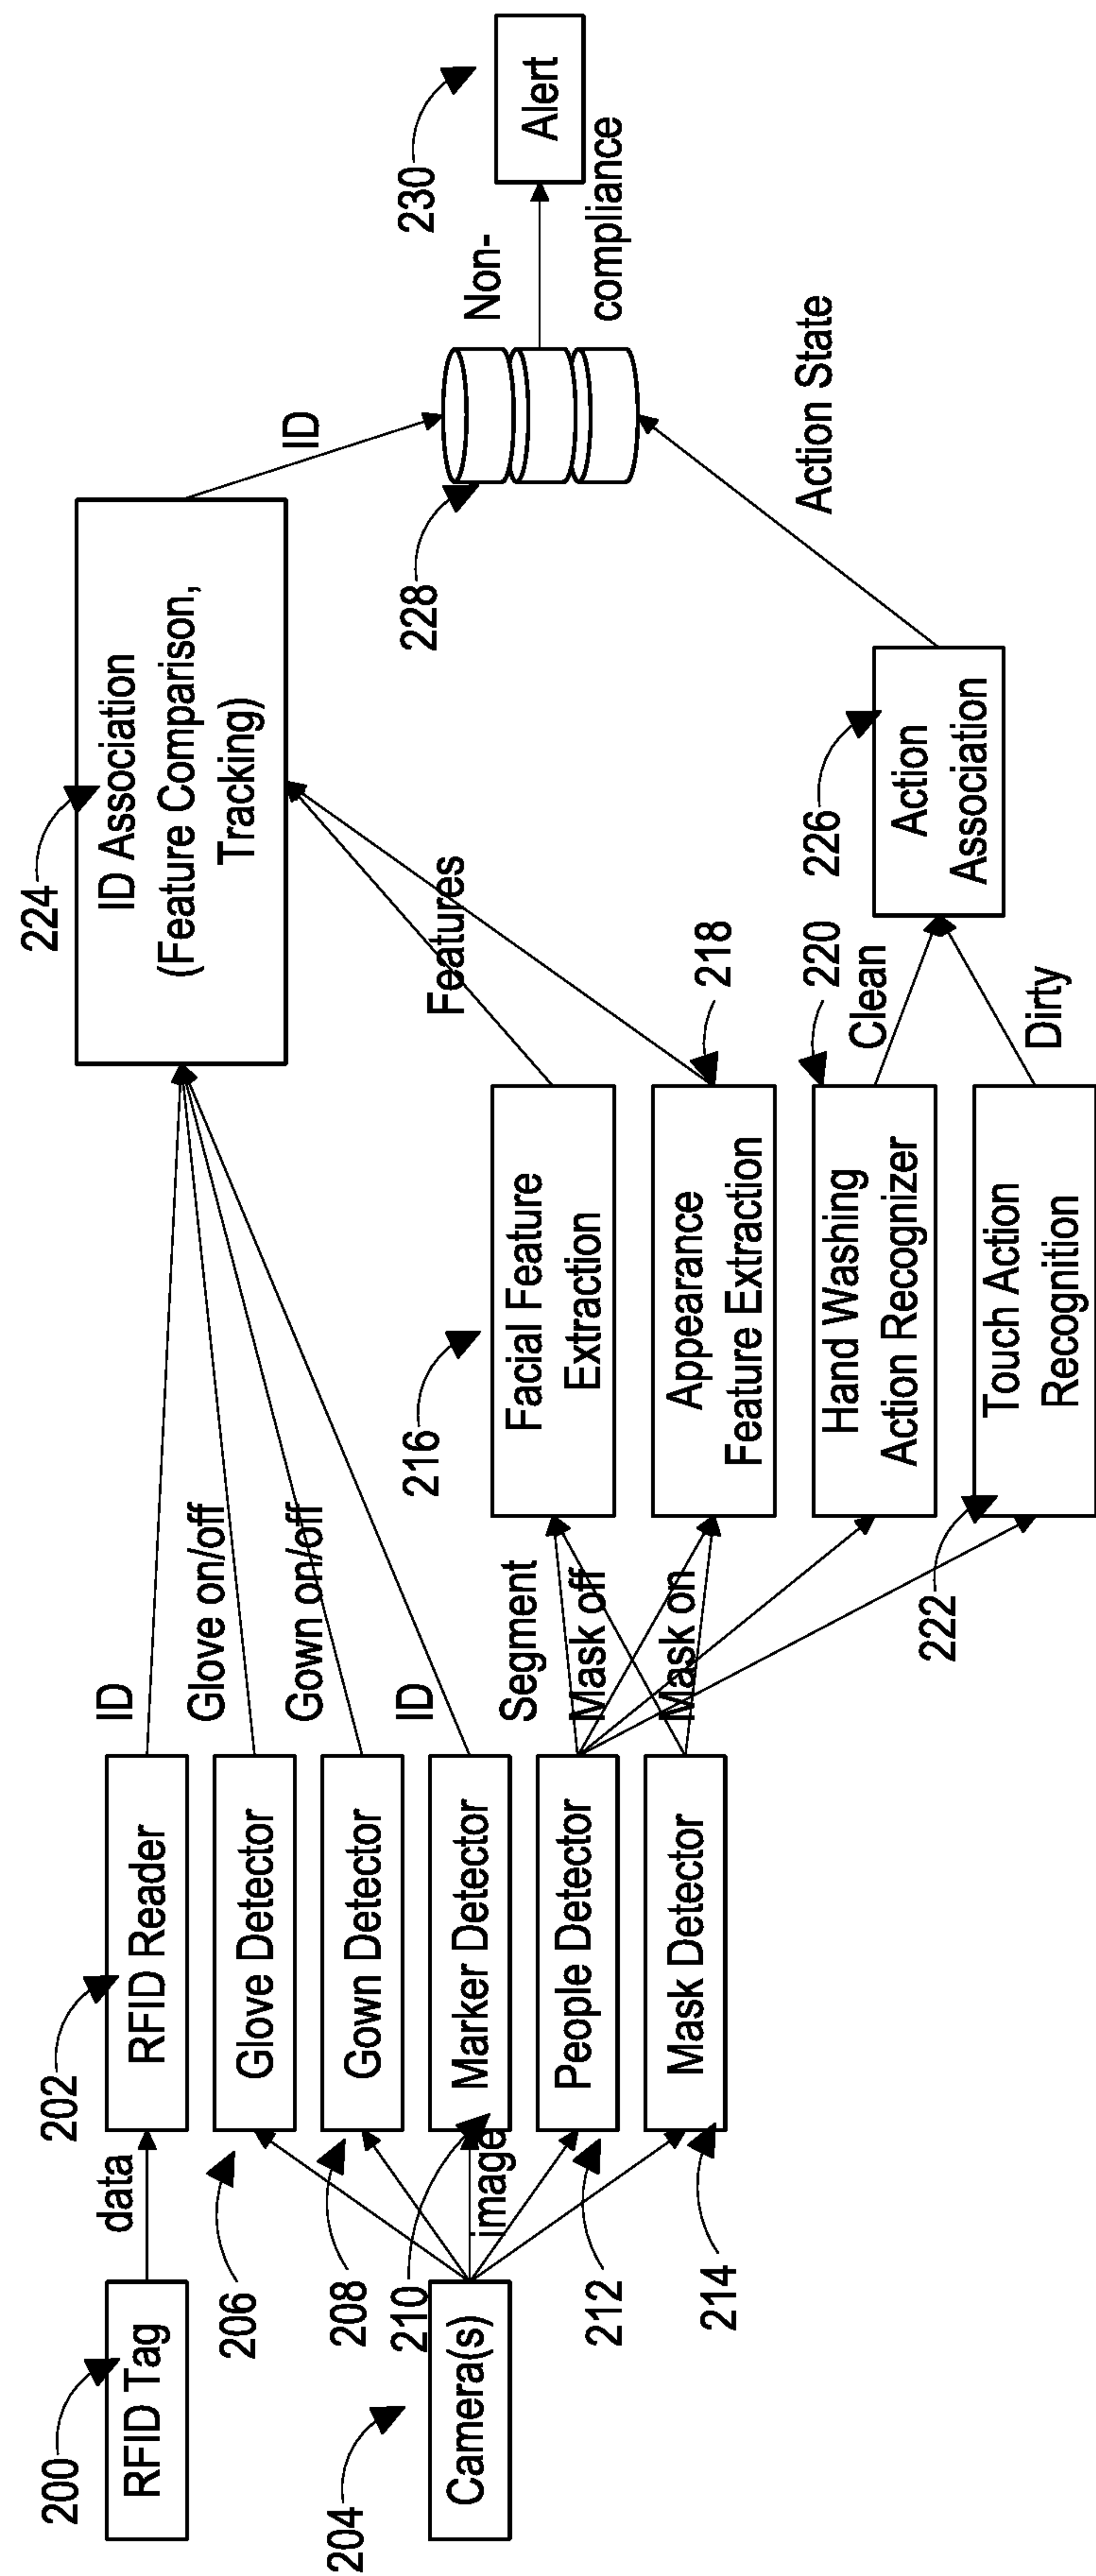 200
RFID Tag
data
202
RFID Reader
ID
204
Camera(s)
image
206
Glove Detector
Glove on/off
208
Gown Detector
Gown on/off
210
Marker Detector
ID
212
People Detector
Segment
214
Mask Detector
Mask off
Mask on
216
Facial Feature
Extraction
218
Appearance
Feature Extraction
Features
220
Hand Washing
Action Recognizer
Clean
222
Touch Action
Recognition
Dirty
224
ID Association
(Feature Comparison,
Tracking)
ID
226
Action
Association
Action State
228
Non-
compliance
230
Alert